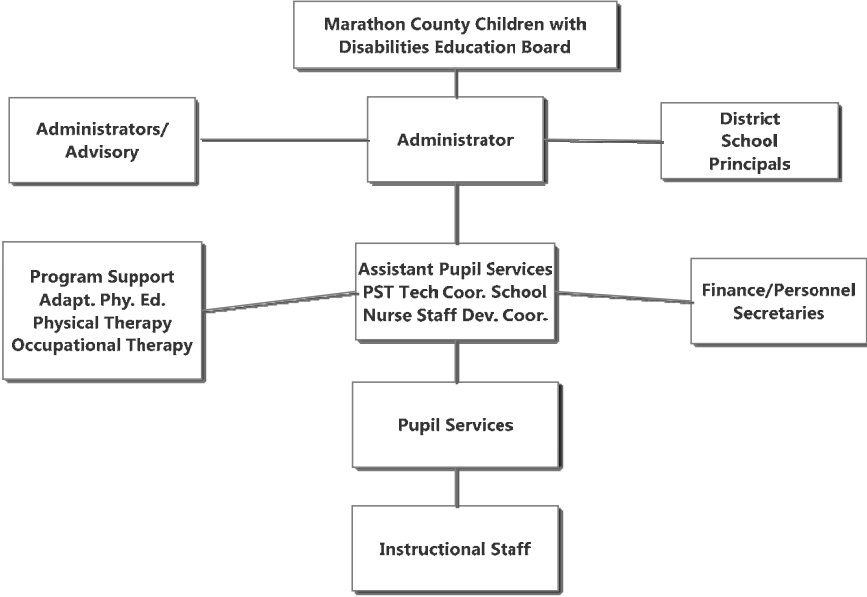 Marathon County Children with
Disabilities Education Board
Administrators/
Advisory
Administrator
District
School
Principals
Program Support
Adapt. Phy. Ed.
Physical Therapy
Occupational Therapy
Assistant Pupil Services
PST Tech Coor. School
Nurse Staff Dev. Coor.
Finance/Personnel
Secretaries
Pupil Services
Instructional Staff